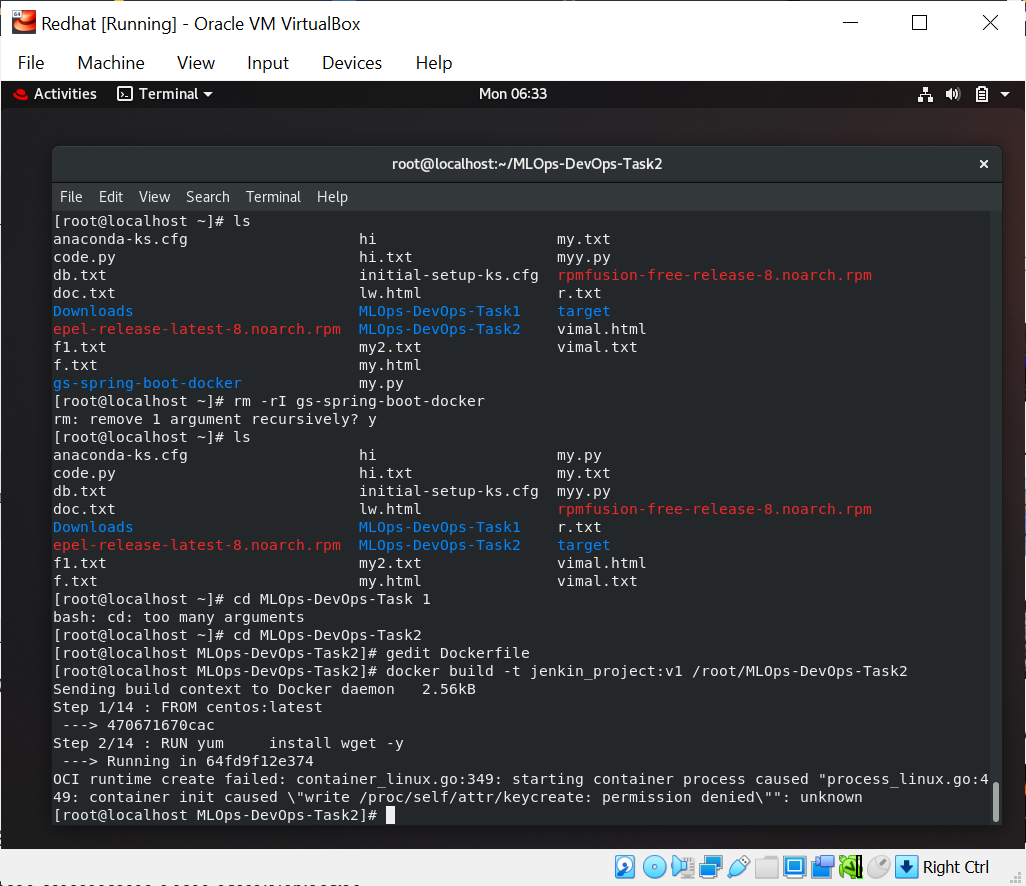 Redhat [Running] - Oracle VM VirtualBox
File Machine View Input Devices Help
Activities Terminal Mon 06:33
root@localhost:~/MLOps-DevOps-Task2
File Edit View Search Terminal Help
[root@localhost ~]# ls
anaconda-ks.cfg hi my.txt
code.py hi.txt myy.py
db.txt initial-setup-ks.cfg rpmfusion-free-release-8.noarch.rpm
doc.txt lw.html r.txt
Downloads MLOps-DevOps-Task1 target
epel-release-latest-8.noarch.rpm MLOps-DevOps-Task2 vimal.html
f1.txt my2.txt vimal.txt
f.txt my.html
gs-spring-boot-docker my.py
[root@localhost ~]# rm -rI gs-spring-boot-docker
rm: remove 1 argument recursively? y
[root@localhost ~]# ls
anaconda-ks.cfg hi my.py
code.py hi.txt my.txt
db.txt initial-setup-ks.cfg myy.py
doc.txt lw.html rpmfusion-free-release-8.noarch.rpm
Downloads MLOps-DevOps-Task1 r.txt
epel-release-latest-8.noarch.rpm MLOps-DevOps-Task2 target
f1.txt my2.txt vimal.html
f.txt my.html vimal.txt
[root@localhost ~]# cd MLOps-DevOps-Task 1
bash: cd: too many arguments
[root@localhost ~]# cd MLOps-DevOps-Task2
[root@localhost MLOps-DevOps-Task2]# gedit Dockerfile
[root@localhost MLOps-DevOps-Task2]# docker build -t jenkin_project:v1 /root/MLOps-DevOps-Task2
Sending build context to Docker daemon 2.56kB
Step 1/14 : FROM centos:latest
---> 470671670cac
Step 2/14 : RUN yum install wget -y
---> Running in 64fd9f12e374
OCI runtime create failed: container_linux.go:349: starting container process caused "process_linux.go:4
49: container init caused \"write /proc/self/attr/keycreate: permission denied\"": unknown
[root@localhost MLOps-DevOps-Task2]#
Right Ctrl